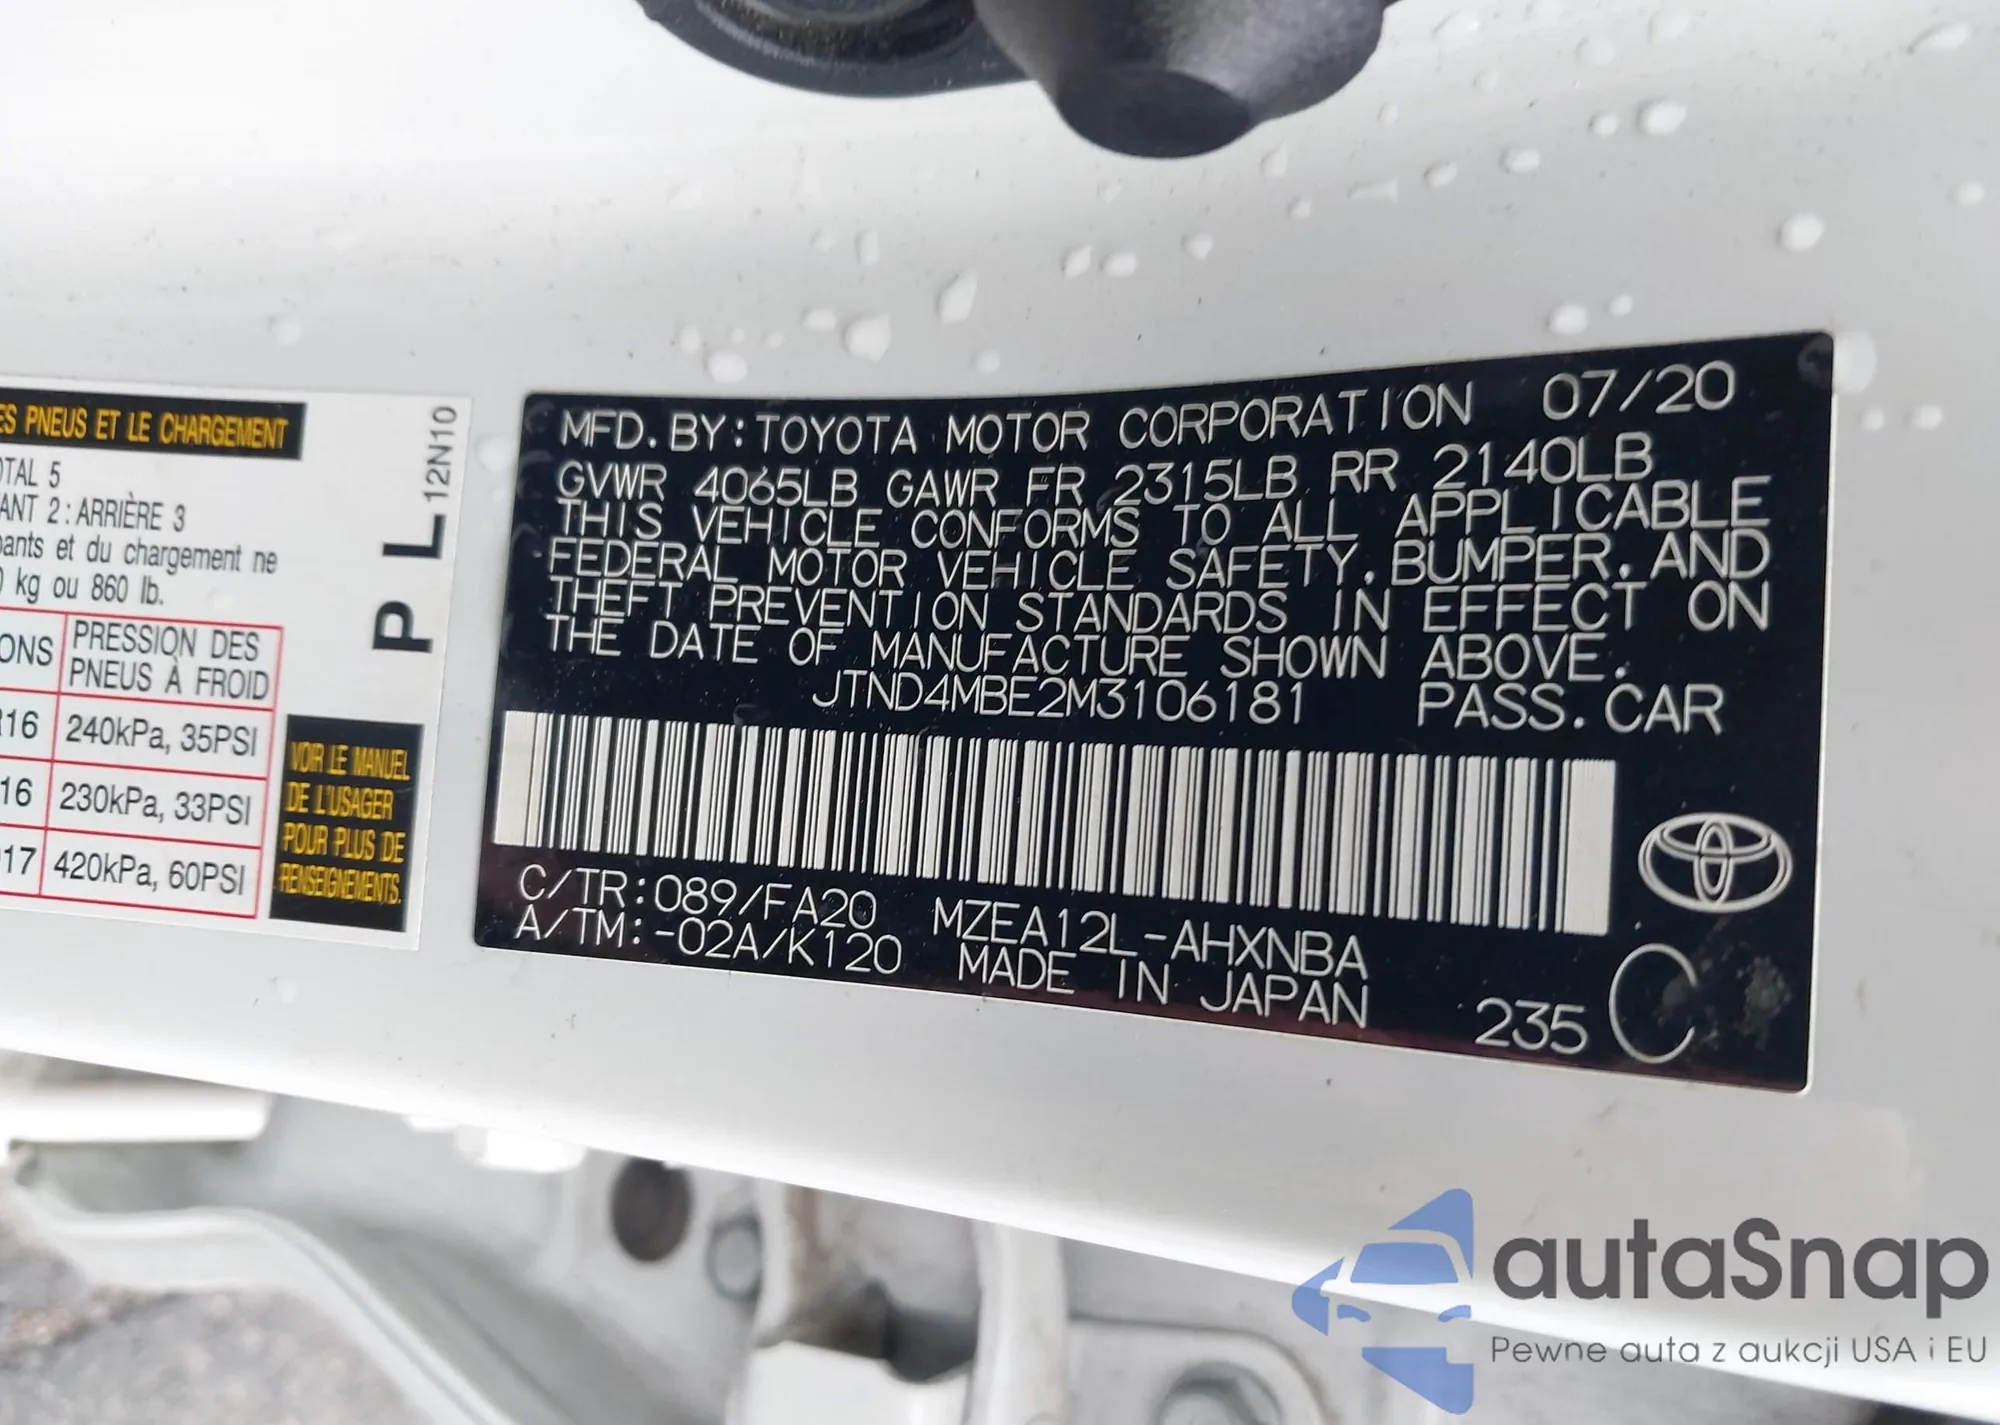 ES PNEUS ET LE CHARGEMENT
OTAL 5
ANT 2 : ARRIÈRE 3
pants et du chargement ne
0 kg ou 860 lb.
ONS PRESSION DES PNEUS À FROID
R16 240kPa, 35PSI
16 230kPa, 33PSI
17 420kPa, 60PSI
P L 12N10
VOIR LE MANUEL
DE L'USAGER
POUR PLUS DE
RENSEIGNEMENTS.
MFD. BY: TOYOTA MOTOR CORPORATION 07/20
GVWR 4065LB GAWR FR 2315LB RR 2140LB
THIS VEHICLE CONFORMS TO ALL APPLICABLE
FEDERAL MOTOR VEHICLE SAFETY, BUMPER, AND
THEFT PREVENTION STANDARDS IN EFFECT ON
THE DATE OF MANUFACTURE SHOWN ABOVE.
JTND4MBE2M3106181 PASS. CAR
C/TR: 089/FA20 MZEA12L-AHXNBA
A/TM: -02A/K120 MADE IN JAPAN
235 C
autaSnap
Pewne auta z aukcji USA i EU